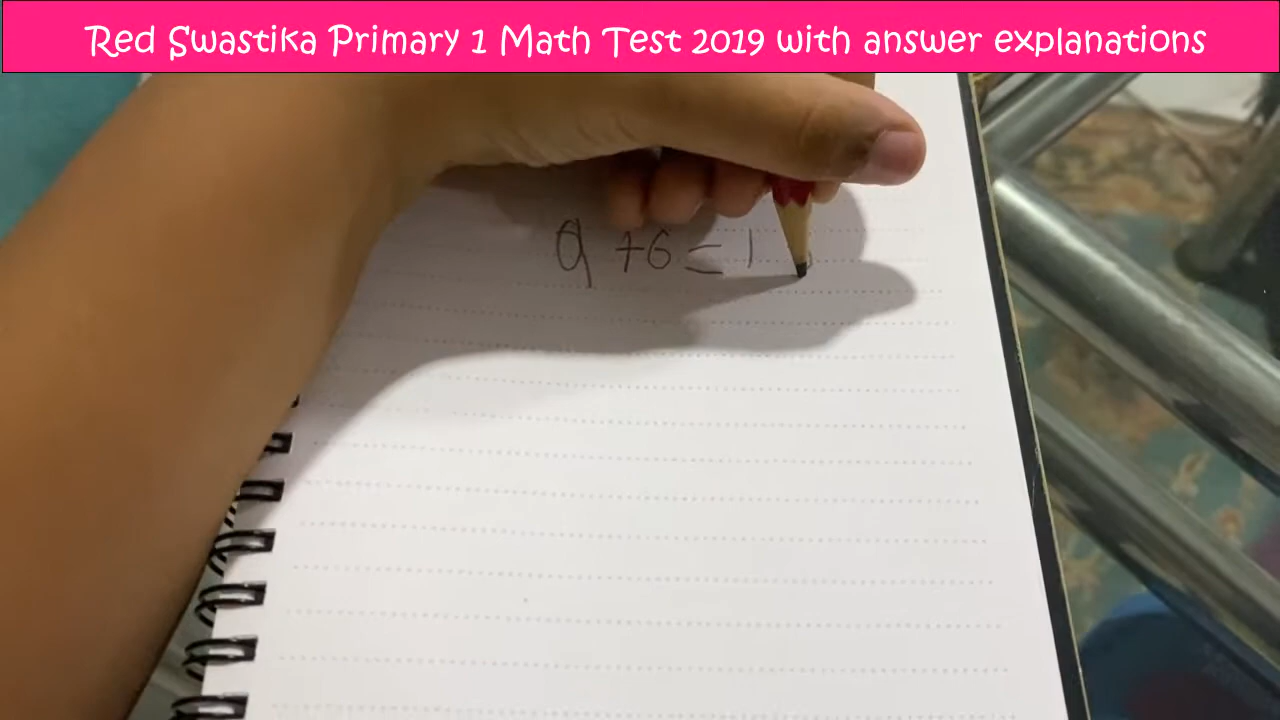 Red Swastika Primary 1 Math Test 2019 with answer explanations
9 + 6 = 1